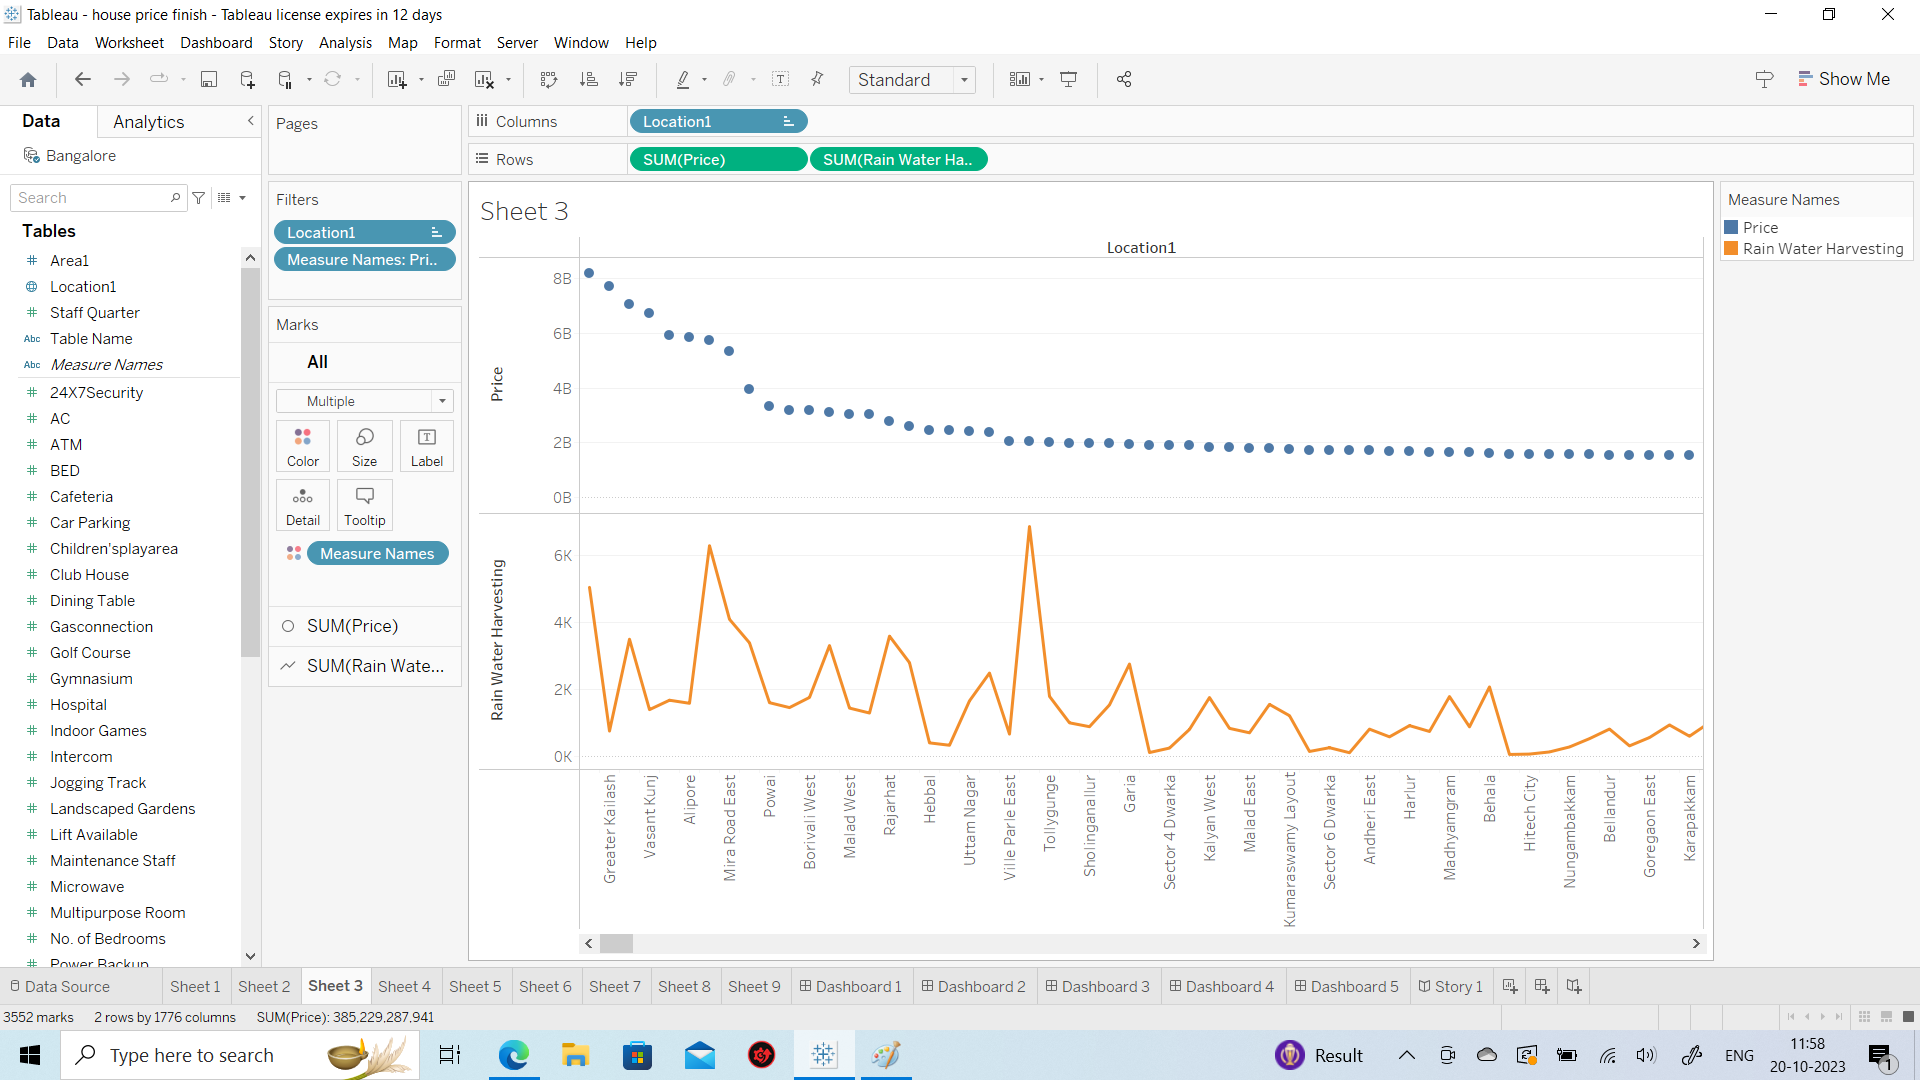 Tableau - house price finish - Tableau license expires in 12 days
File Data Worksheet Dashboard Story Analysis Map Format Server Window Help
Standard
Show Me
Data Analytics
Bangalore
Search
Tables
Area1
Location1
Staff Quarter
Abc Table Name
Abc Measure Names
24X7Security
AC
ATM
BED
Cafeteria
Car Parking
Children'splayarea
Club House
Dining Table
Gasconnection
Golf Course
Gymnasium
Hospital
Indoor Games
Intercom
Jogging Track
Landscaped Gardens
Lift Available
Maintenance Staff
Microwave
Multipurpose Room
No. of Bedrooms
Power Backup
Pages
Filters
Location1
Measure Names: Pri..
Marks
All
Multiple
Color Size Label
Detail Tooltip
Measure Names
SUM(Price)
SUM(Rain Wate...
Columns Location1
Rows SUM(Price) SUM(Rain Water Ha..
Sheet 3
Location1
Price
8B
6B
4B
2B
0B
Rain Water Harvesting
6K
4K
2K
0K
Greater Kailash
Vasant Kunj
Alipore
Mira Road East
Powai
Borivali West
Malad West
Rajarhat
Hebbal
Uttam Nagar
Ville Parle East
Tollygunge
Sholinganallur
Garia
Sector 4 Dwarka
Kalyan West
Malad East
Kumaraswamy Layout
Sector 6 Dwarka
Andheri East
Harlur
Madhyamgram
Behala
Hitech City
Nungambakkam
Bellandur
Goregaon East
Karapakkam
Measure Names
Price
Rain Water Harvesting
Data Source Sheet 1 Sheet 2 Sheet 3 Sheet 4 Sheet 5 Sheet 6 Sheet 7 Sheet 8 Sheet 9 Dashboard 1 Dashboard 2 Dashboard 3 Dashboard 4 Dashboard 5 Story 1
3552 marks 2 rows by 1776 columns SUM(Price): 385,229,287,941
Type here to search
Result
ENG
11:58
20-10-2023
1